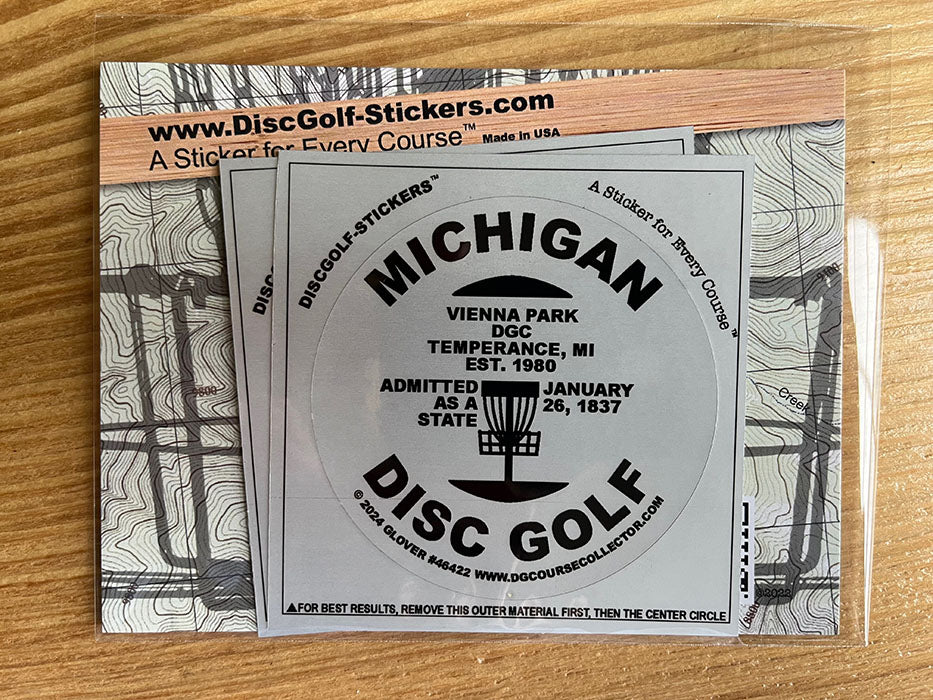 www.DiscGolf-Stickers.com
A Sticker for Every Course™ Made In USA
DISC
DISCGOLF-STICKERS™
A Sticker for Every Course™
MICHIGAN
VIENNA PARK
DGC
TEMPERANCE, MI
EST. 1980
ADMITTED
AS A
STATE
JANUARY
26, 1837
DISC GOLF
© 2024 GLOVER #46422 WWW.DGCOURSECOLLECTOR.COM
▲FOR BEST RESULTS, REMOVE THIS OUTER MATERIAL FIRST, THEN THE CENTER CIRCLE
Creek
©2022